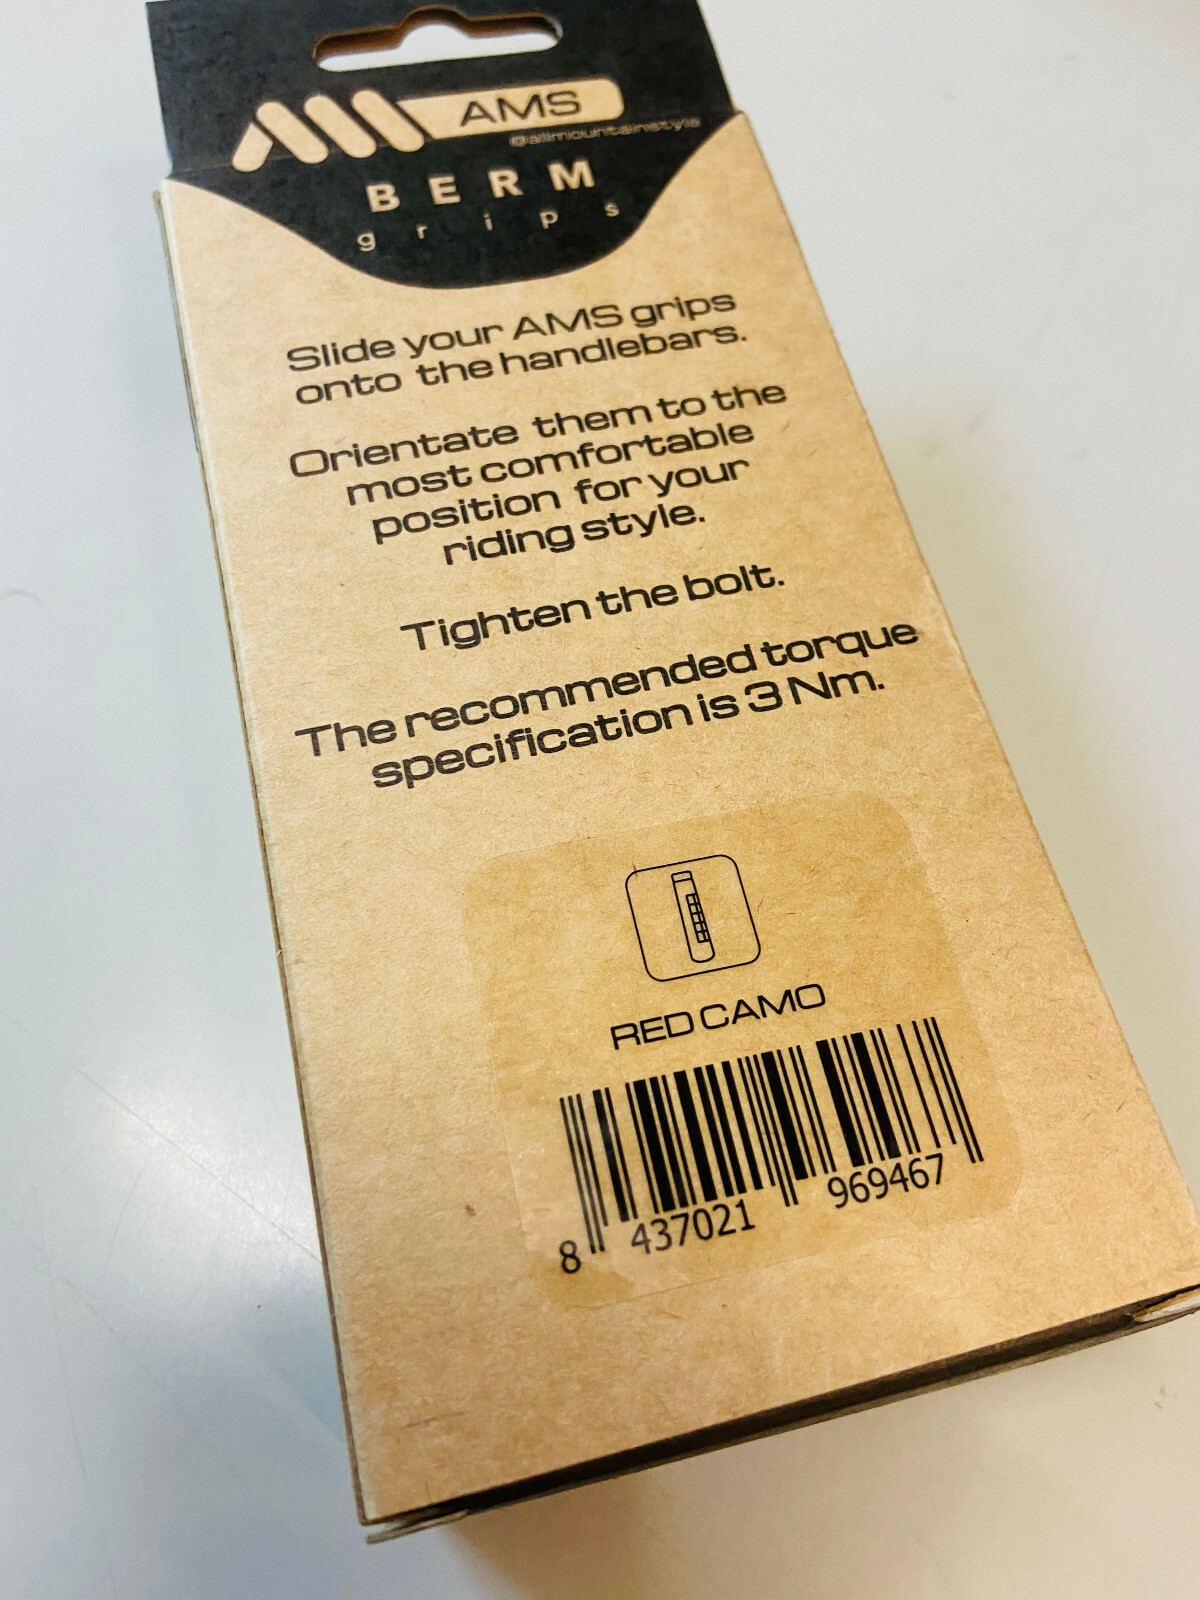 AMS
@allmountainstyle
BERM
grips
Slide your AMS grips
onto the handlebars.
Orientate them to the
most comfortable
position for your
riding style.
Tighten the bolt.
The recommended torque
specification is 3 Nm.
RED CAMO
8 437021 969467